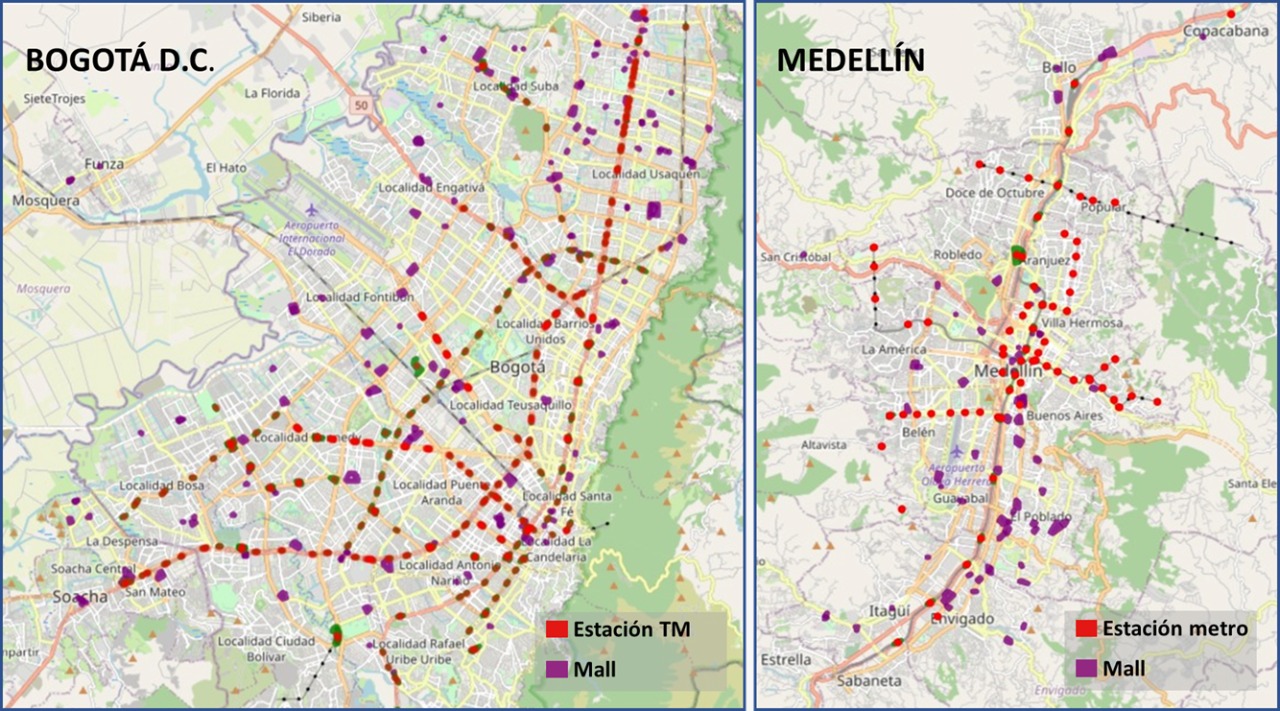 BOGOTÁ D.C.
Siberia
SieteTrojes
La Florida
50
Localidad Suba
Funza
El Hato
Mosquera
Localidad Engativá
Localidad Usaquén
Aeropuerto
Internacional
El Dorado
Mosquera
Localidad Fontibón
Localidad Barrios
Unidos
Bogotá
Localidad Teusaquillo
Localidad Kennedy
Localidad Bosa
Localidad Puente
Aranda
Localidad Santa
Fé
La Despensa
Localidad La
Candelaria
Soacha Central
Localidad Antonio
Nariño
San Mateo
Soacha
Localidad Ciudad
Bolívar
Localidad Rafael
Uribe Uribe
Estación TM
Mall
MEDELLÍN
Copacabana
Bello
Doce de Octubre
Popular
San Cristóbal
Robledo
Aranjuez
Villa Hermosa
La América
Medellín
Buenos Aires
Belén
Altavista
Aeropuerto
Olaya Herrera
Guayabal
Santa Ele
El Poblado
Itagüí
Envigado
Estrella
Sabaneta
Envigado
Estación metro
Mall